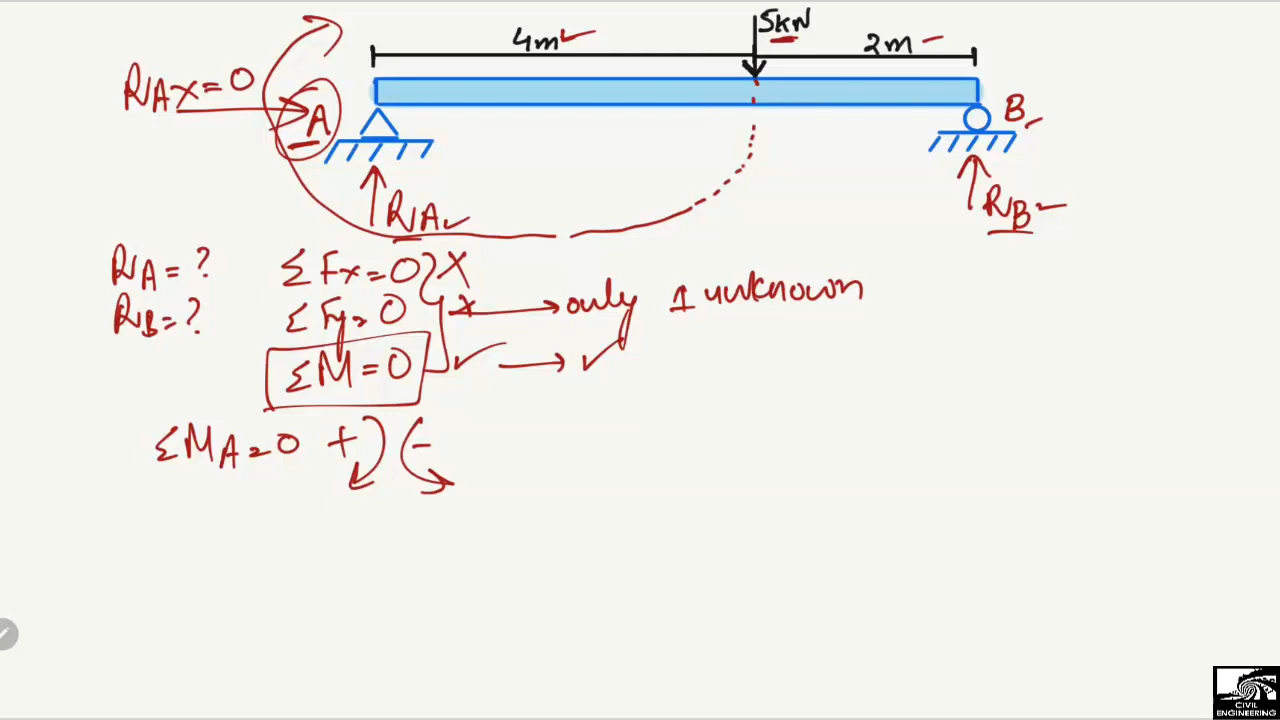 4m
5kN
2m
RAx=0
A
B
RA
RB
RA=?
ΣFx=0
X
RB=?
ΣFy=0
x
only 1 unknown
ΣM=0
ΣMA=0 + -
CIVIL
ENGINEERING